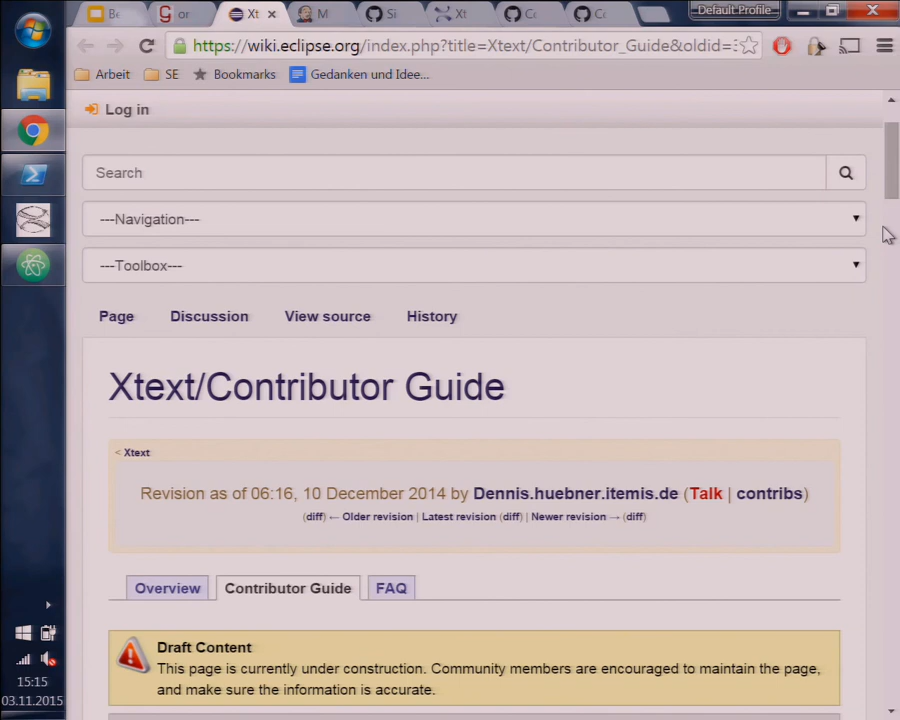 Be
or
Xt
M
Si
Xt
Co
Co
Default Profile
https://wiki.eclipse.org/index.php?title=Xtext/Contributor_Guide&oldid=
Arbeit
SE
Bookmarks
Gedanken und Idee...
Log in
Search
---Navigation---
---Toolbox---
Page
Discussion
View source
History
Xtext/Contributor Guide
< Xtext
Revision as of 06:16, 10 December 2014 by Dennis.huebner.itemis.de (Talk | contribs)
(diff) ← Older revision | Latest revision (diff) | Newer revision → (diff)
Overview
Contributor Guide
FAQ
Draft Content
This page is currently under construction. Community members are encouraged to maintain the page,
and make sure the information is accurate.
15:15
03.11.2015